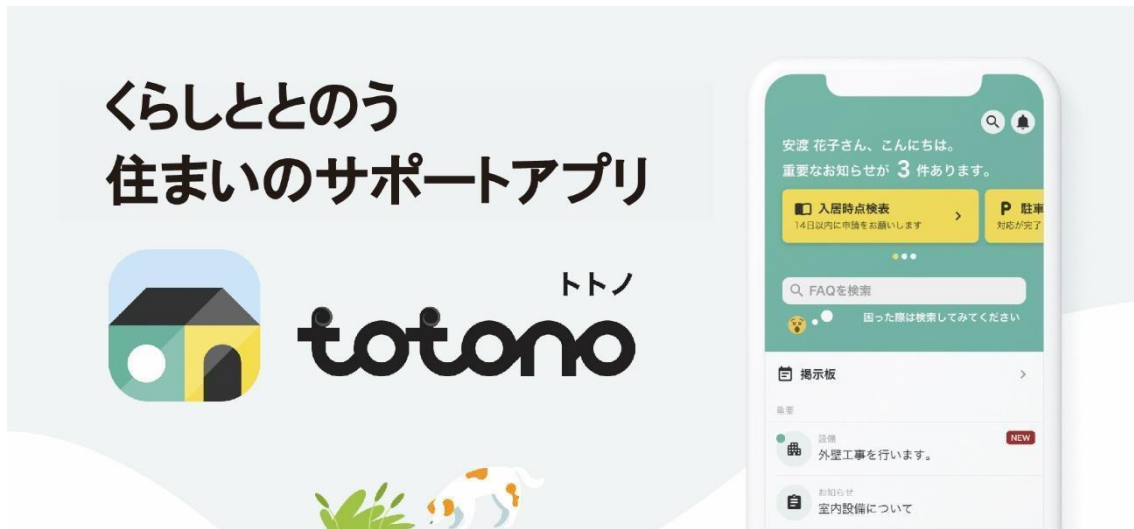 くらしととのう
住まいのサポートアプリ
トトノ
totono
安渡 花子さん、こんにちは。
重要なお知らせが 3 件あります。
入居時点検表
14日以内に申請をお願いします
P 駐車
対応が完了
FAQを検索
困った際は検索してみてください
掲示板
重要
設備
NEW
外壁工事を行います。
お知らせ
室内設備について